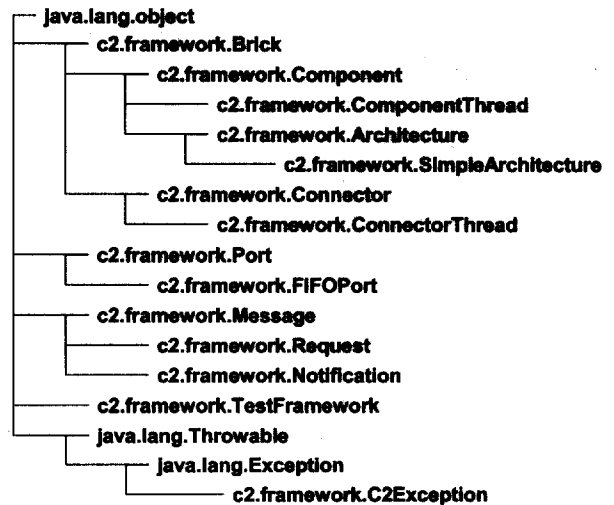 java.lang.object
c2.framework.Brick
c2.framework.Component
c2.framework.ComponentThread
c2.framework.Architecture
c2.framework.SimpleArchitecture
c2.framework.Connector
c2.framework.ConnectorThread
c2.framework.Port
c2.framework.FIFOPort
c2.framework.Message
c2.framework.Request
c2.framework.Notification
c2.framework.TestFramework
java.lang.Throwable
java.lang.Exception
c2.framework.C2Exception